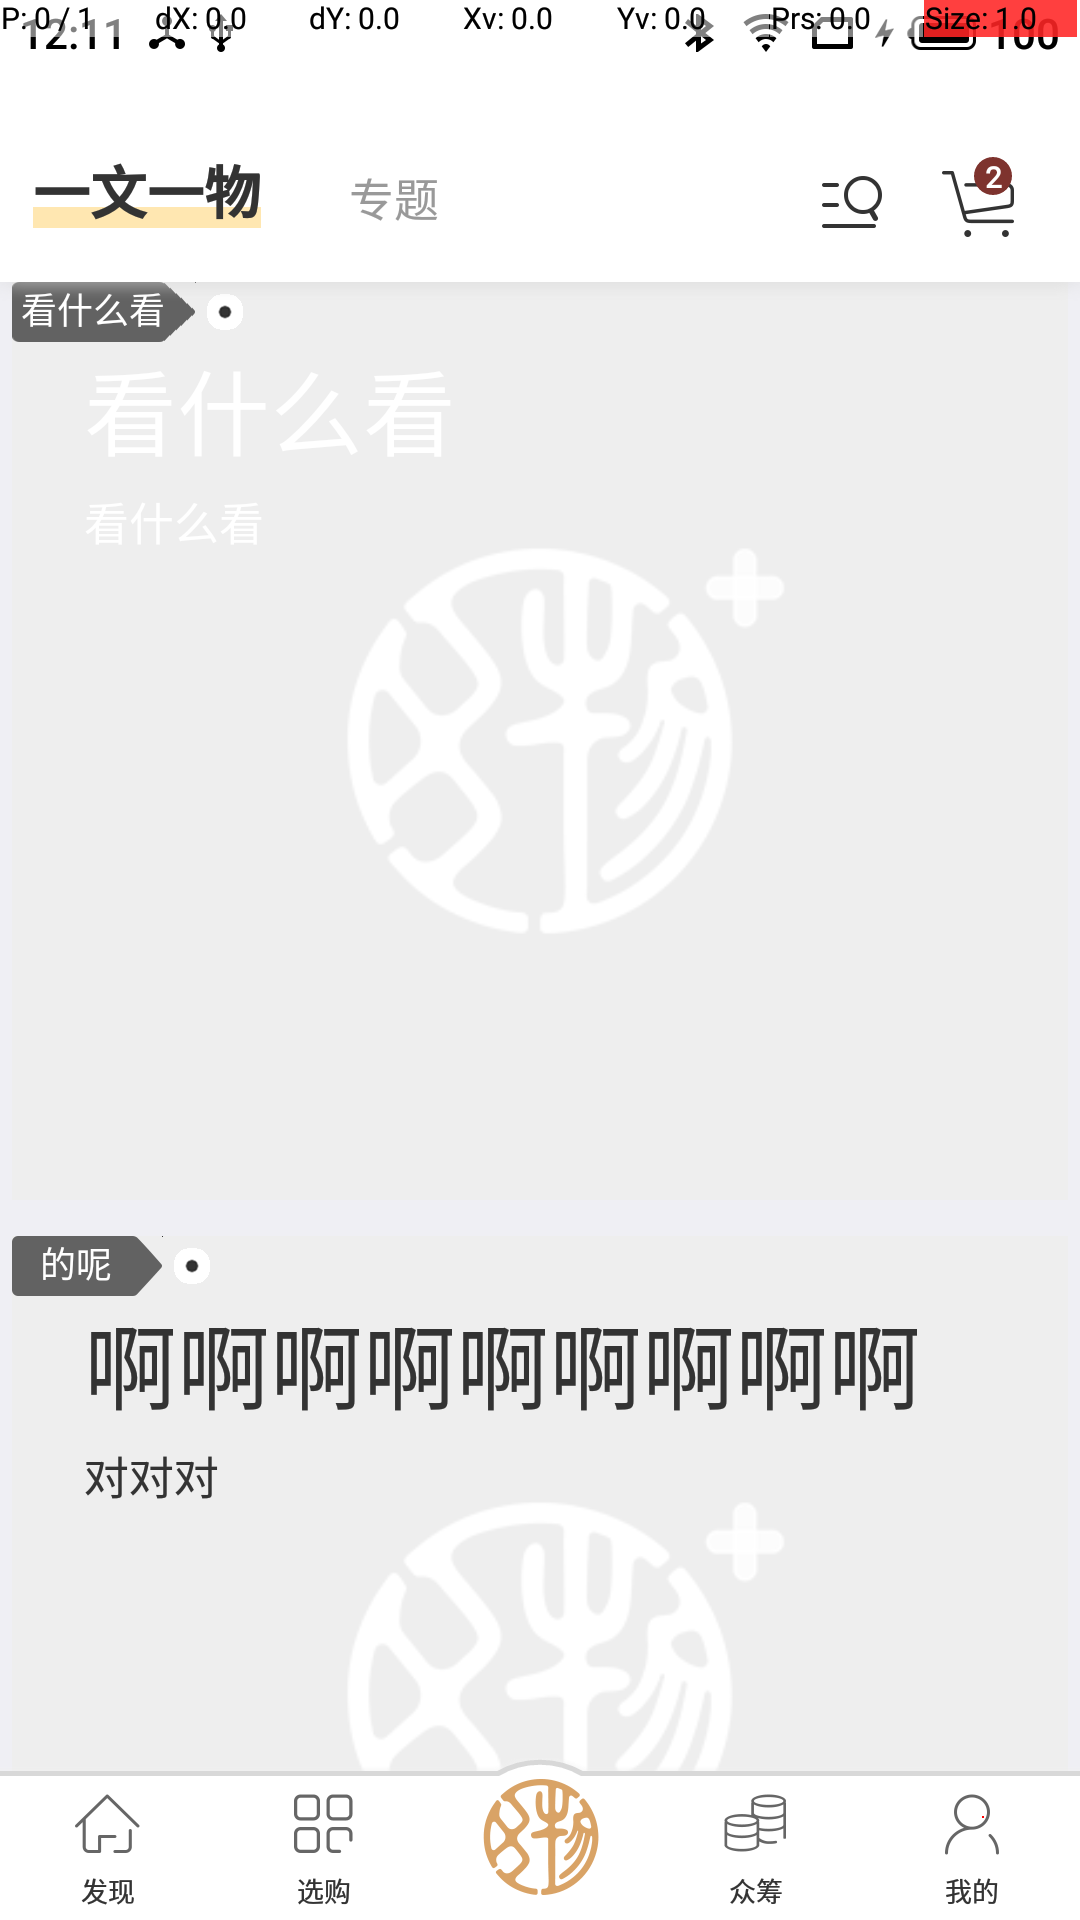 P: 0 / 1 dX: 0.0 dY: 0.0 Xv: 0.0 Yv: 0.0 Prs: 0.0 Size: 1.0
12:11 100
一文一物 专题 2
看什么看
看什么看
看什么看
的呢
啊啊啊啊啊啊啊啊啊
对对对
发现 选购 众筹 我的